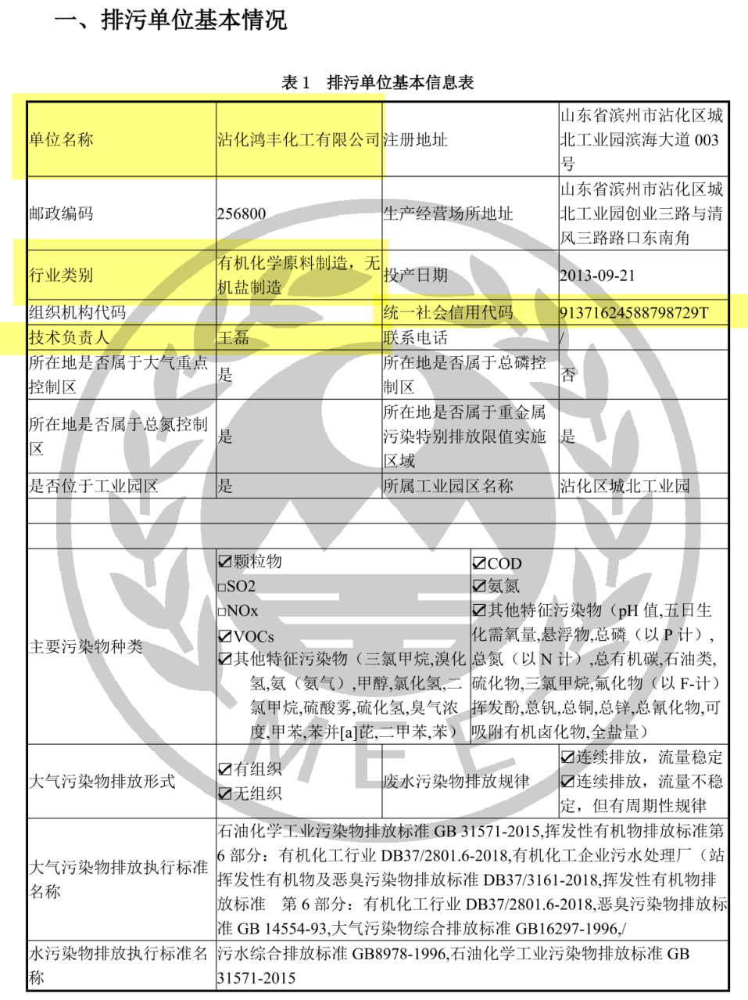 一、排污单位基本情况
表 1　排污单位基本信息表
单位名称
沾化鸿丰化工有限公司
注册地址
山东省滨州市沾化区城
北工业园滨海大道 003
号
邮政编码
256800
生产经营场所地址
山东省滨州市沾化区城
北工业园创业三路与清
风三路路口东南角
行业类别
有机化学原料制造，无
机盐制造
投产日期
2013-09-21
组织机构代码
统一社会信用代码
91371624588798729T
技术负责人
王磊
联系电话
/
所在地是否属于大气重点
控制区
是
所在地是否属于总磷控
制区
否
所在地是否属于总氮控制
区
是
所在地是否属于重金属
污染特别排放限值实施
区域
是
是否位于工业园区
是
所属工业园区名称
沾化区城北工业园
主要污染物种类
☑颗粒物
□SO2
□NOx
☑VOCs
☑其他特征污染物（三氯甲烷,溴化
氢,氨（氨气）,甲醇,氯化氢,二
氯甲烷,硫酸雾,硫化氢,臭气浓
度,甲苯,苯并[a]芘,二甲苯,苯）
☑COD
☑氨氮
☑其他特征污染物（pH 值,五日生
化需氧量,悬浮物,总磷（以 P 计）,
总氮（以 N 计）,总有机碳,石油类,
硫化物,三氯甲烷,氟化物（以 F-计）
挥发酚,总钒,总铜,总锌,总氰化物,可
吸附有机卤化物,全盐量）
大气污染物排放形式
☑有组织
☑无组织
废水污染物排放规律
☑连续排放，流量稳定
☑连续排放，流量不稳
定，但有周期性规律
大气污染物排放执行标准
名称
石油化学工业污染物排放标准 GB 31571-2015,挥发性有机物排放标准第
6 部分：有机化工行业 DB37/2801.6-2018,有机化工企业污水处理厂（站
挥发性有机物及恶臭污染物排放标准 DB37/3161-2018,挥发性有机物排
放标准　第 6 部分：有机化工行业 DB37/2801.6-2018,恶臭污染物排放标
准 GB 14554-93,大气污染物综合排放标准 GB16297-1996,/
水污染物排放执行标准名
称
污水综合排放标准 GB8978-1996,石油化学工业污染物排放标准 GB
31571-2015
MEE